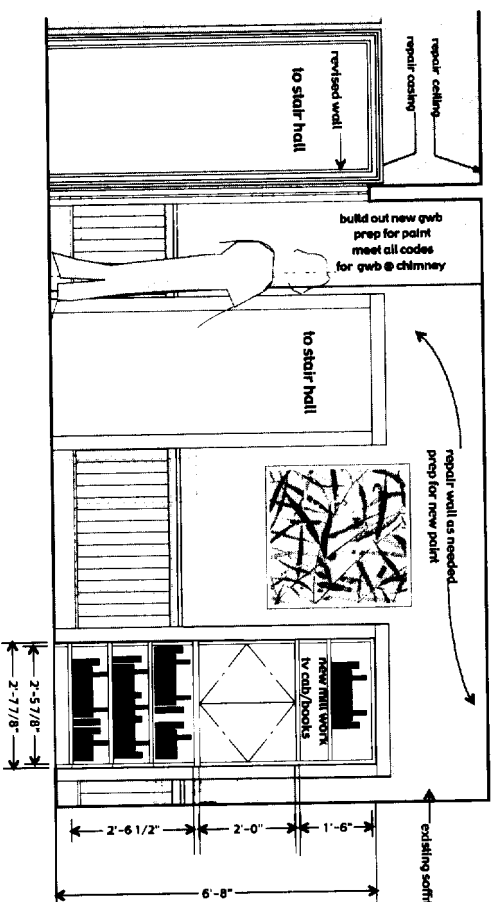 repair ceiling
repair casing
revised wall
to stair hall
build out new gwb
prep for paint
meet all codes
for gwb @ chimney
to stair hall
repair wall as needed
prep for new paint
new mill work
tv cab/books
2'-5 7/8"
2'-7 7/8"
2'-6 1/2"
2'-0"
1'-6"
6'-8"
existing soffi